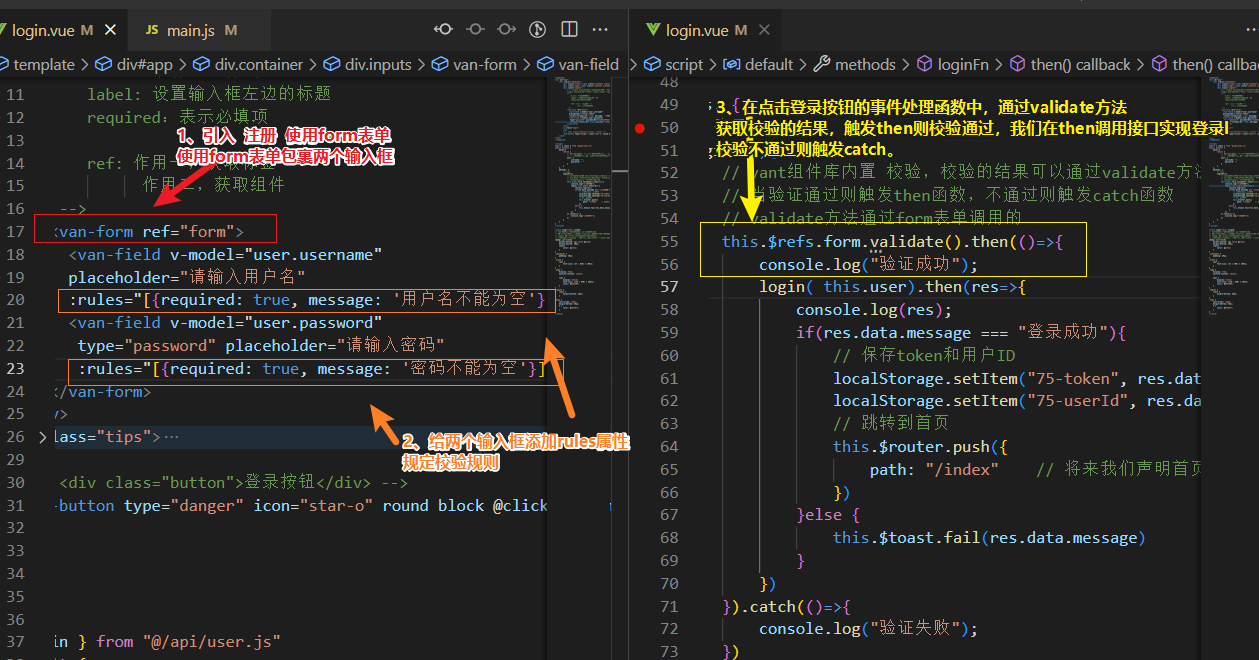 login.vue M
JS main.js M
template > div#app > div.container > div.inputs > van-form > van-field
11 label: 设置输入框左边的标题
12 required：表示必填项
13
1、引入 注册 使用form表单
使用form表单包裹两个输入框
14 ref: 作用
15 作用二，获取组件
16 -->
17 <van-form ref="form">
18 <van-field v-model="user.username"
19 placeholder="请输入用户名"
20 :rules="[{required: true, message: '用户名不能为空'}
21 <van-field v-model="user.password"
22 type="password" placeholder="请输入密码"
23 :rules="[{required: true, message: '密码不能为空'}]
24 </van-form>
25 >
26 lass="tips">⋯
2、给两个输入框添加rules属性
规定校验规则
29
30 <div class="button">登录按钮</div> -->
31 -button type="danger" icon="star-o" round block @click
32
33
34
35
36
37 in } from "@/api/user.js"
login.vue M
script > default > methods > loginFn > then() callback > then() callba
48
49 {
3、在点击登录按钮的事件处理函数中，通过validate方法
50
获取校验的结果，触发then则校验通过，我们在then调用接口实现登录
51
校验不通过则触发catch。
52 // vant组件库内置 校验，校验的结果可以通过validate方
53 // 当验证通过则触发then函数，不通过则触发catch函数
54 // validate方法通过form表单调用的
55 this.$refs.form.validate().then(()=>{
56 console.log("验证成功");
57 login( this.user).then(res=>{
58 console.log(res);
59 if(res.data.message === "登录成功"){
60 // 保存token和用户ID
61 localStorage.setItem("75-token", res.dat
62 localStorage.setItem("75-userId", res.da
63 // 跳转到首页
64 this.$router.push({
65 path: "/index" // 将来我们声明首页
66 })
67 }else {
68 this.$toast.fail(res.data.message)
69 }
70 })
71 }).catch(()=>{
72 console.log("验证失败");
73 })